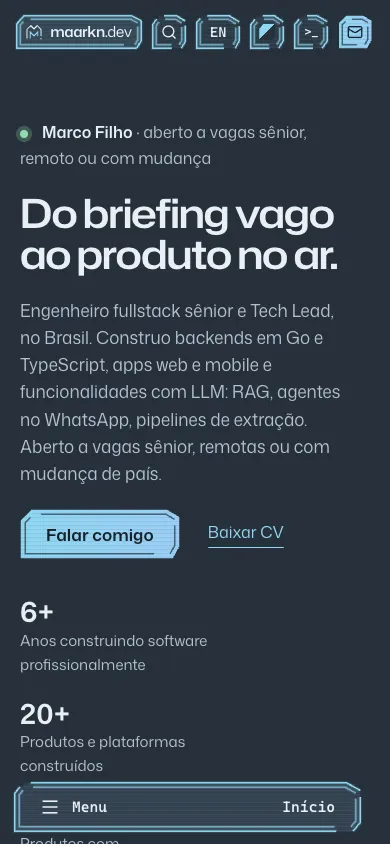 maarkn.dev
EN
>_
Marco Filho · aberto a vagas sênior,
remoto ou com mudança
Do briefing vago
ao produto no ar.
Engenheiro fullstack sênior e Tech Lead,
no Brasil. Construo backends em Go e
TypeScript, apps web e mobile e
funcionalidades com LLM: RAG, agentes
no WhatsApp, pipelines de extração.
Aberto a vagas sênior, remotas ou com
mudança de país.
Falar comigo
Baixar CV
6+
Anos construindo software
profissionalmente
20+
Produtos e plataformas
construídos
Menu
Início
Produtos com